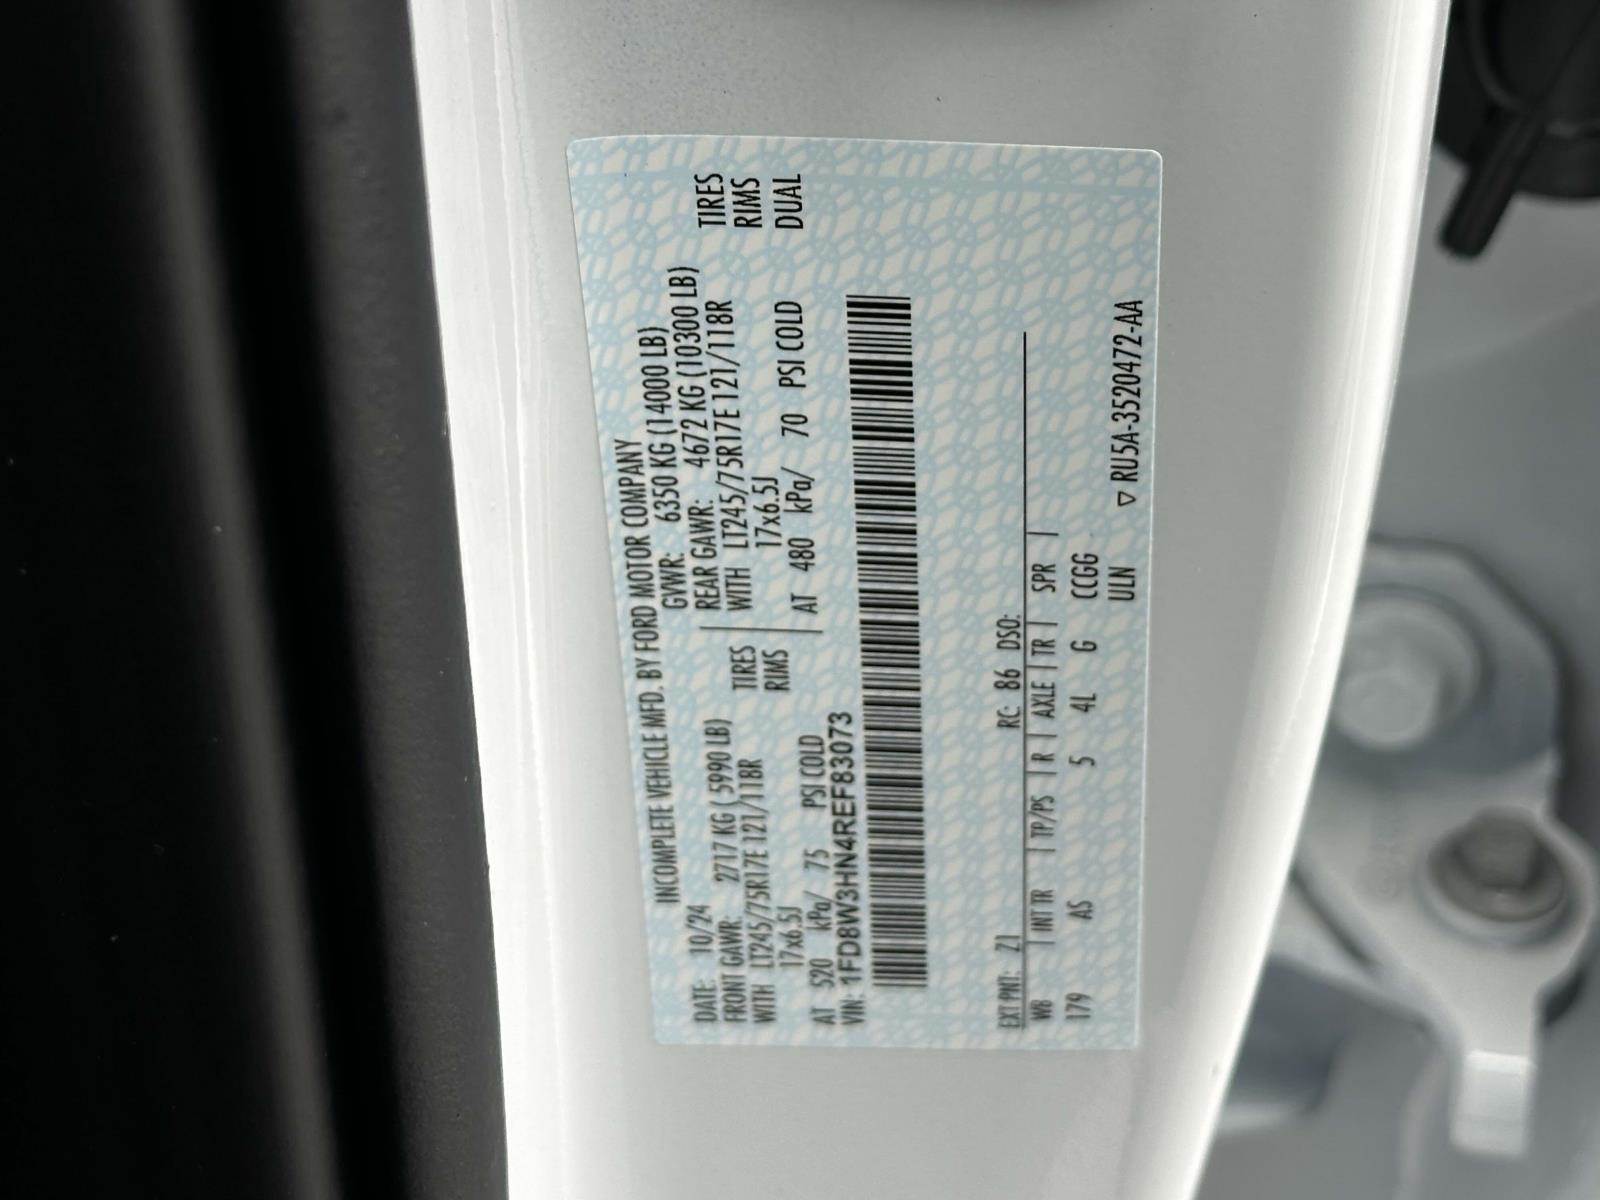 INCOMPLETE VEHICLE MFD. BY FORD MOTOR COMPANY
DATE: 10/24 GVWR: 6350 KG (14000 LB)
FRONT GAWR: 2717 KG ( 5990 LB) REAR GAWR: 4672 KG (10300 LB)
WITH LT245/75R17E 121/118R TIRES WITH LT245/75R17E 121/118R TIRES
17x6.5J RIMS 17x6.5J RIMS
AT 520 kPa/ 75 PSI COLD AT 480 kPa/ 70 PSI COLD DUAL
VIN: 1FD8W3HN4REF83073
EXT PNT: Z1 RC: 86 DSO:
WB | INT TR | TP/PS | R | AXLE | TR | SPR |
179 AS 5 4L G CCGG
ULN ▽ RU5A-3520472-AA